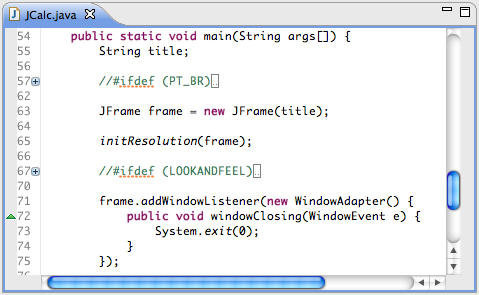 JCalc.java
54 public static void main(String args[]) {
55 String title;
56
57 //#ifdef (PT_BR)..
62
63 JFrame frame = new JFrame(title);
64
65 initResolution(frame);
66
67 //#ifdef (LOOKANDFEEL)..
70
71 frame.addWindowListener(new WindowAdapter() {
72 public void windowClosing(WindowEvent e) {
73 System.exit(0);
74 }
75 });
76